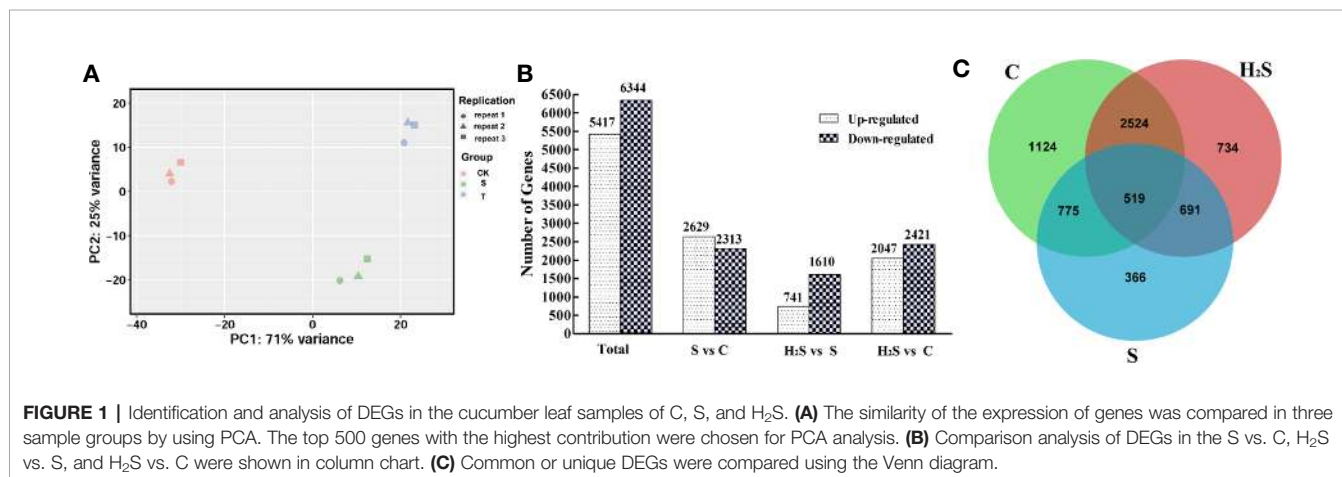 A
20
10
0
−10
−20
PC2: 25% variance
−40
−20
0
20
PC1: 71% variance
Replication
repeat 1
repeat 2
repeat 3
Group
CK
S
T
B
6500
6000
5500
5000
4500
4000
3500
3000
2500
2000
1500
1000
500
0
Number of Genes
5417
6344
2629
2313
741
1610
2047
2421
Total
S vs C
H₂S vs S
H₂S vs C
Up-regulated
Down-regulated
C
C
H₂S
2524
1124
734
519
775
691
366
S
FIGURE 1 | Identification and analysis of DEGs in the cucumber leaf samples of C, S, and H₂S. (A) The similarity of the expression of genes was compared in three
sample groups by using PCA. The top 500 genes with the highest contribution were chosen for PCA analysis. (B) Comparison analysis of DEGs in the S vs. C, H₂S
vs. S, and H₂S vs. C were shown in column chart. (C) Common or unique DEGs were compared using the Venn diagram.